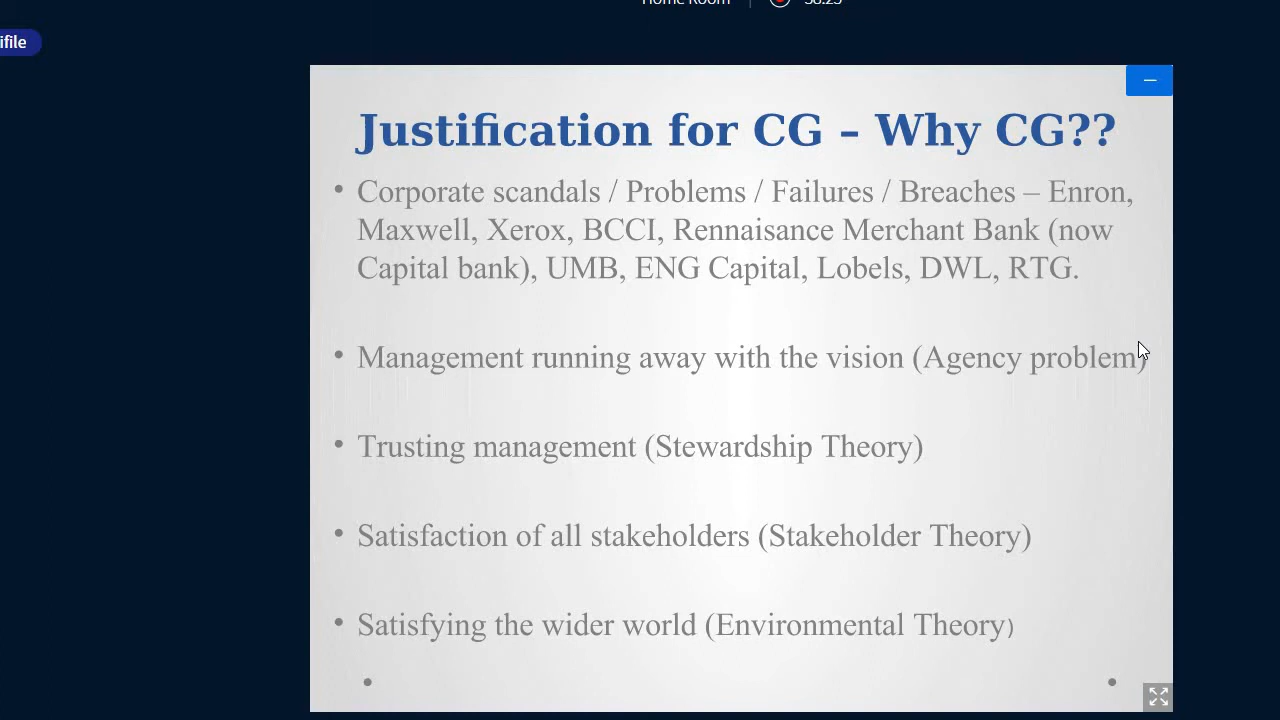 Home Room
58:25
ifile
Justification for CG – Why CG??
• Corporate scandals / Problems / Failures / Breaches – Enron,
Maxwell, Xerox, BCCI, Rennaisance Merchant Bank (now
Capital bank), UMB, ENG Capital, Lobels, DWL, RTG.
• Management running away with the vision (Agency problem)
• Trusting management (Stewardship Theory)
• Satisfaction of all stakeholders (Stakeholder Theory)
• Satisfying the wider world (Environmental Theory)